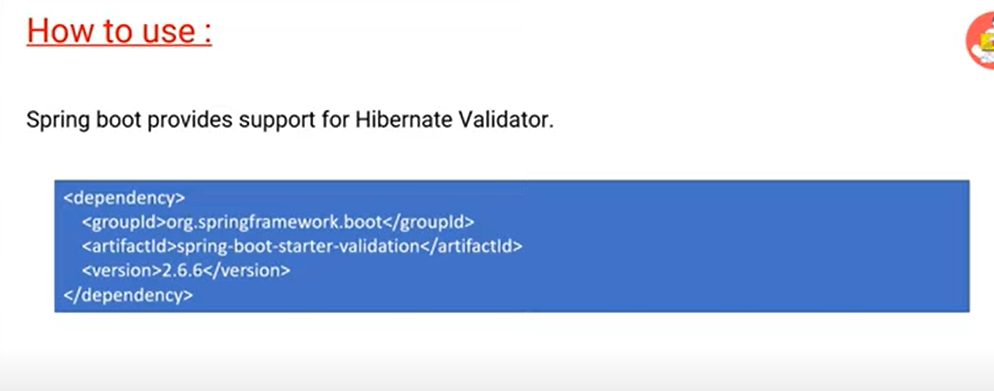 How to use :
Spring boot provides support for Hibernate Validator.
<dependency>
<groupId>org.springframework.boot</groupId>
<artifactId>spring-boot-starter-validation</artifactId>
<version>2.6.6</version>
</dependency>